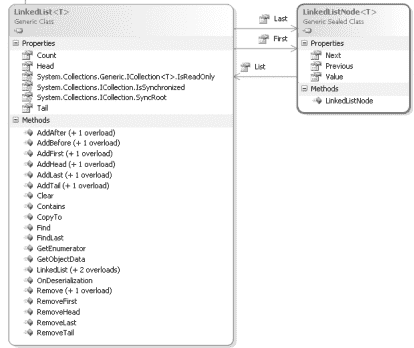 LinkedList<T>
Generic Class
Properties
Count
Head
System.Collections.Generic.ICollection<T>.IsReadOnly
System.Collections.ICollection.IsSynchronized
System.Collections.ICollection.SyncRoot
Tail
Methods
AddAfter (+ 1 overload)
AddBefore (+ 1 overload)
AddFirst (+ 1 overload)
AddHead (+ 1 overload)
AddLast (+ 1 overload)
AddTail (+ 1 overload)
Clear
Contains
CopyTo
Find
FindLast
GetEnumerator
GetObjectData
LinkedList (+ 2 overloads)
OnDeserialization
Remove (+ 1 overload)
RemoveFirst
RemoveHead
RemoveLast
RemoveTail
Last
First
List
LinkedListNode<T>
Generic Sealed Class
Properties
Next
Previous
Value
Methods
LinkedListNode